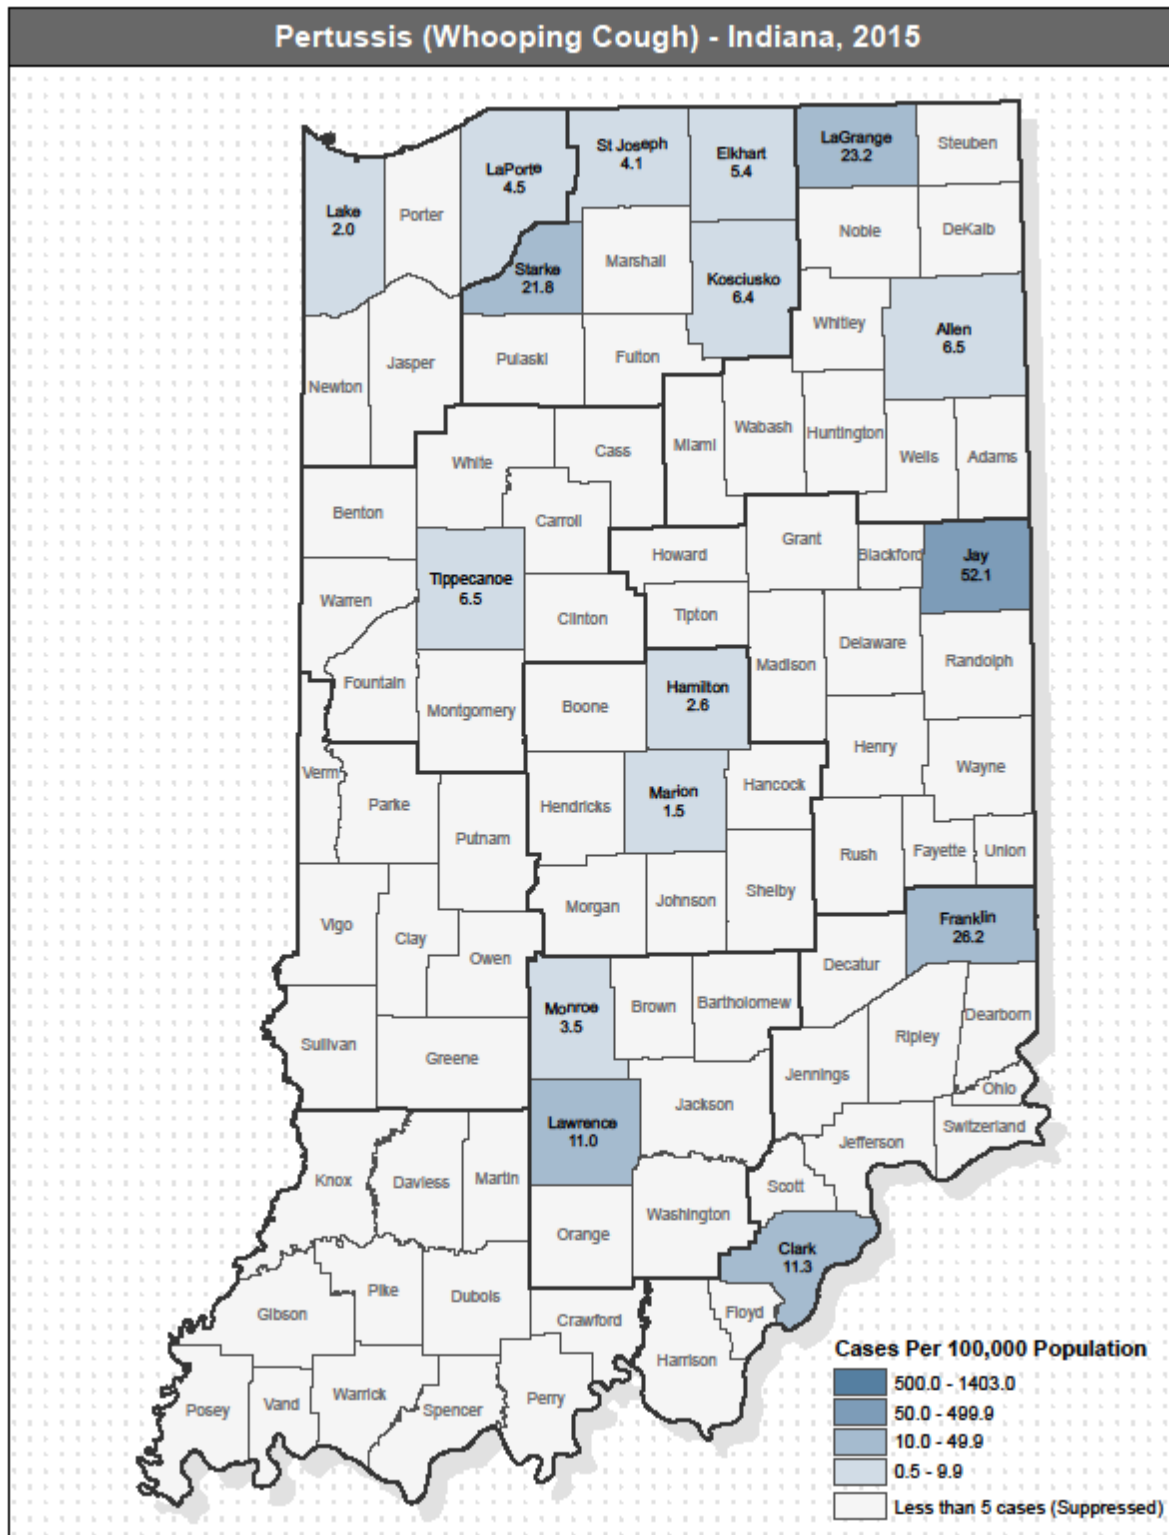 Pertussis (Whooping Cough) - Indiana, 2015
LaGrange
23.2
Steuben
St Joseph
4.1
Elkhart
5.4
LaPorte
4.5
Lake
2.0
Porter
Noble
DeKalb
Starke
21.8
Marshall
Kosciusko
6.4
Whitley
Allen
6.5
Newton
Jasper
Pulaski
Fulton
White
Cass
Miami
Wabash
Huntington
Wells
Adams
Benton
Carroll
Howard
Grant
Blackford
Jay
52.1
Tippecanoe
6.5
Warren
Clinton
Tipton
Madison
Delaware
Randolph
Fountain
Montgomery
Boone
Hamilton
2.6
Henry
Wayne
Verm
Parke
Putnam
Hendricks
Marion
1.5
Hancock
Rush
Fayette
Union
Vigo
Clay
Owen
Morgan
Johnson
Shelby
Franklin
26.2
Decatur
Monroe
3.5
Brown
Bartholomew
Ripley
Dearborn
Sullivan
Greene
Jennings
Ohio
Lawrence
11.0
Jackson
Jefferson
Switzerland
Knox
Daviess
Martin
Scott
Orange
Washington
Clark
11.3
Gibson
Pike
Dubois
Crawford
Floyd
Harrison
Posey
Vand
Warrick
Spencer
Perry
Cases Per 100,000 Population
500.0 - 1403.0
50.0 - 499.9
10.0 - 49.9
0.5 - 9.9
Less than 5 cases (Suppressed)